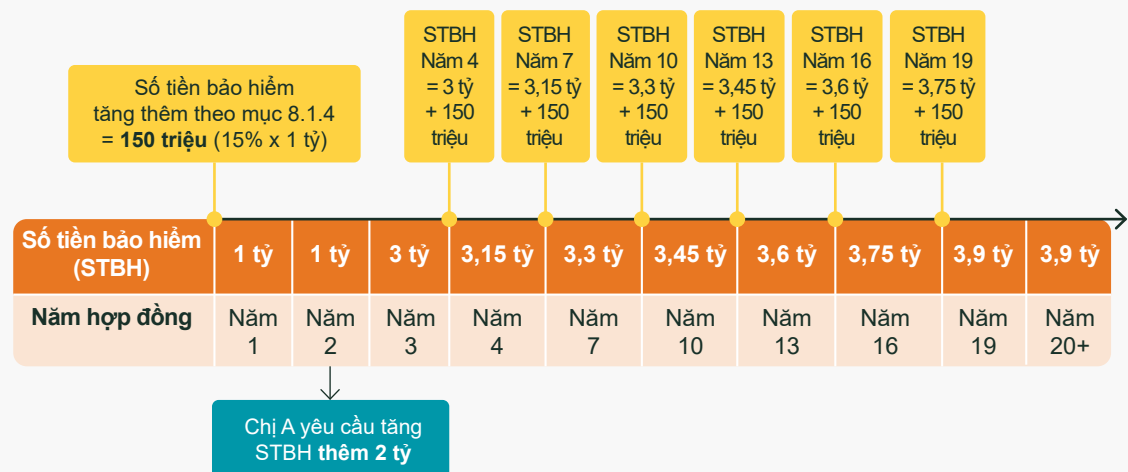 Số tiền bảo hiểm
tăng thêm theo mục 8.1.4
= 150 triệu (15% x 1 tỷ)
STBH
Năm 4
= 3 tỷ
+ 150
triệu
STBH
Năm 7
= 3,15 tỷ
+ 150
triệu
STBH
Năm 10
= 3,3 tỷ
+ 150
triệu
STBH
Năm 13
= 3,45 tỷ
+ 150
triệu
STBH
Năm 16
= 3,6 tỷ
+ 150
triệu
STBH
Năm 19
= 3,75 tỷ
+ 150
triệu
Số tiền bảo hiểm
(STBH)
1 tỷ
1 tỷ
3 tỷ
3,15 tỷ
3,3 tỷ
3,45 tỷ
3,6 tỷ
3,75 tỷ
3,9 tỷ
3,9 tỷ
Năm hợp đồng
Năm
1
Năm
2
Năm
3
Năm
4
Năm
7
Năm
10
Năm
13
Năm
16
Năm
19
Năm
20+
Chị A yêu cầu tăng
STBH thêm 2 tỷ